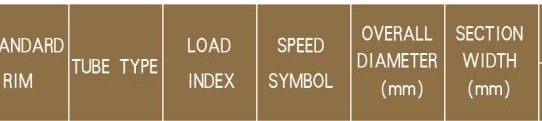 ANDARD
RIM
TUBE TYPE
LOAD
INDEX
SPEED
SYMBOL
OVERALL
DIAMETER
(mm)
SECTION
WIDTH
(mm)